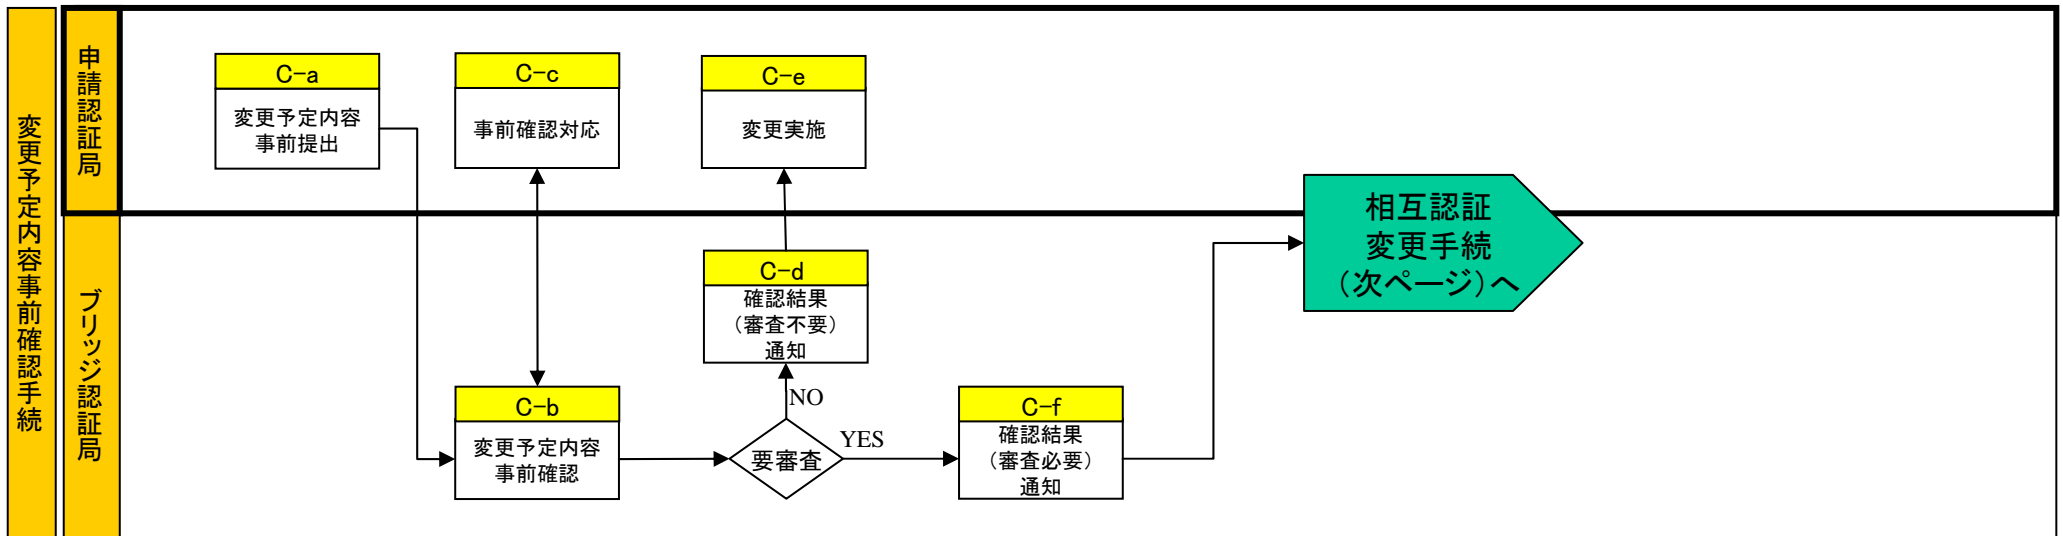 変更予定内容事前確認手続
申請認証局
C-a
変更予定内容
事前提出
C-c
事前確認対応
C-e
変更実施
相互認証
変更手続
（次ページ）へ
ブリッジ認証局
C-d
確認結果
（審査不要）
通知
NO
C-b
変更予定内容
事前確認
要審査
YES
C-f
確認結果
（審査必要）
通知